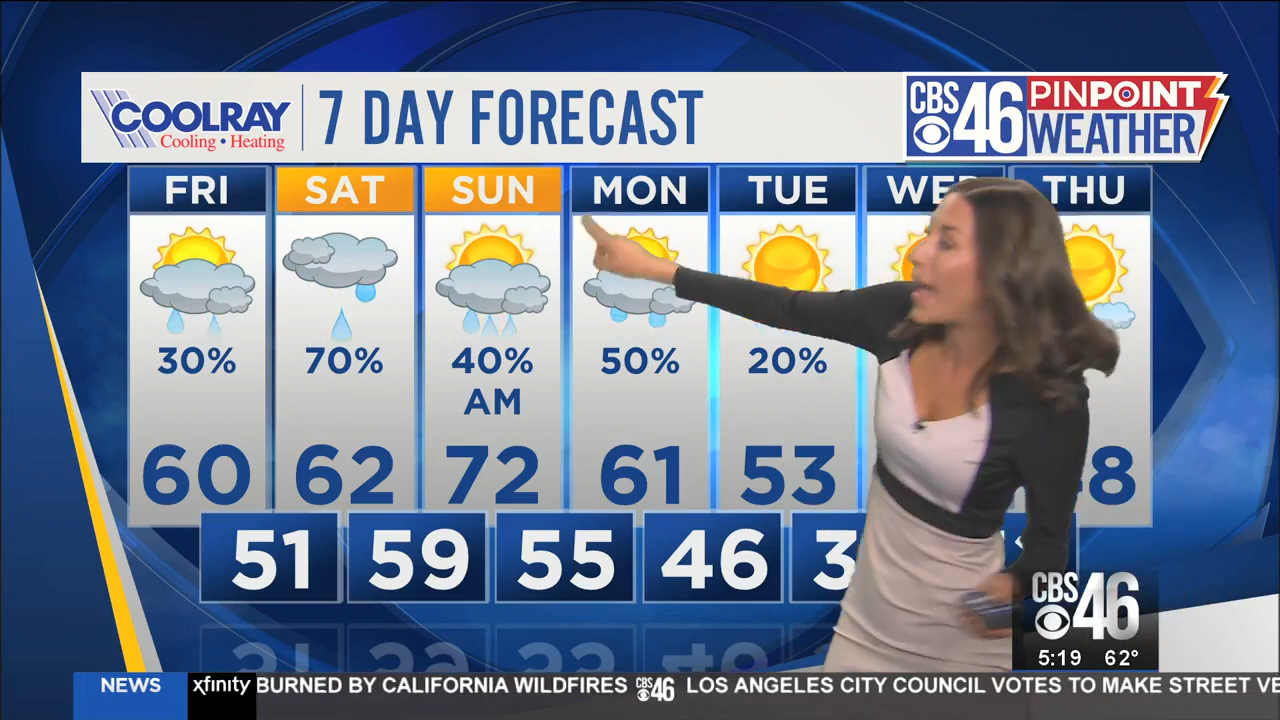 COOLRAY
Cooling • Heating
7 DAY FORECAST
CBS 46 PINPOINT WEATHER
FRI SAT SUN MON TUE THU
30% 70% 40% 50% 20%
AM
60 62 72 61 53
51 59 55 46
CBS 46
5:19 62°
NEWS xfinity BURNED BY CALIFORNIA WILDFIRES CBS 46 LOS ANGELES CITY COUNCIL VOTES TO MAKE STREET